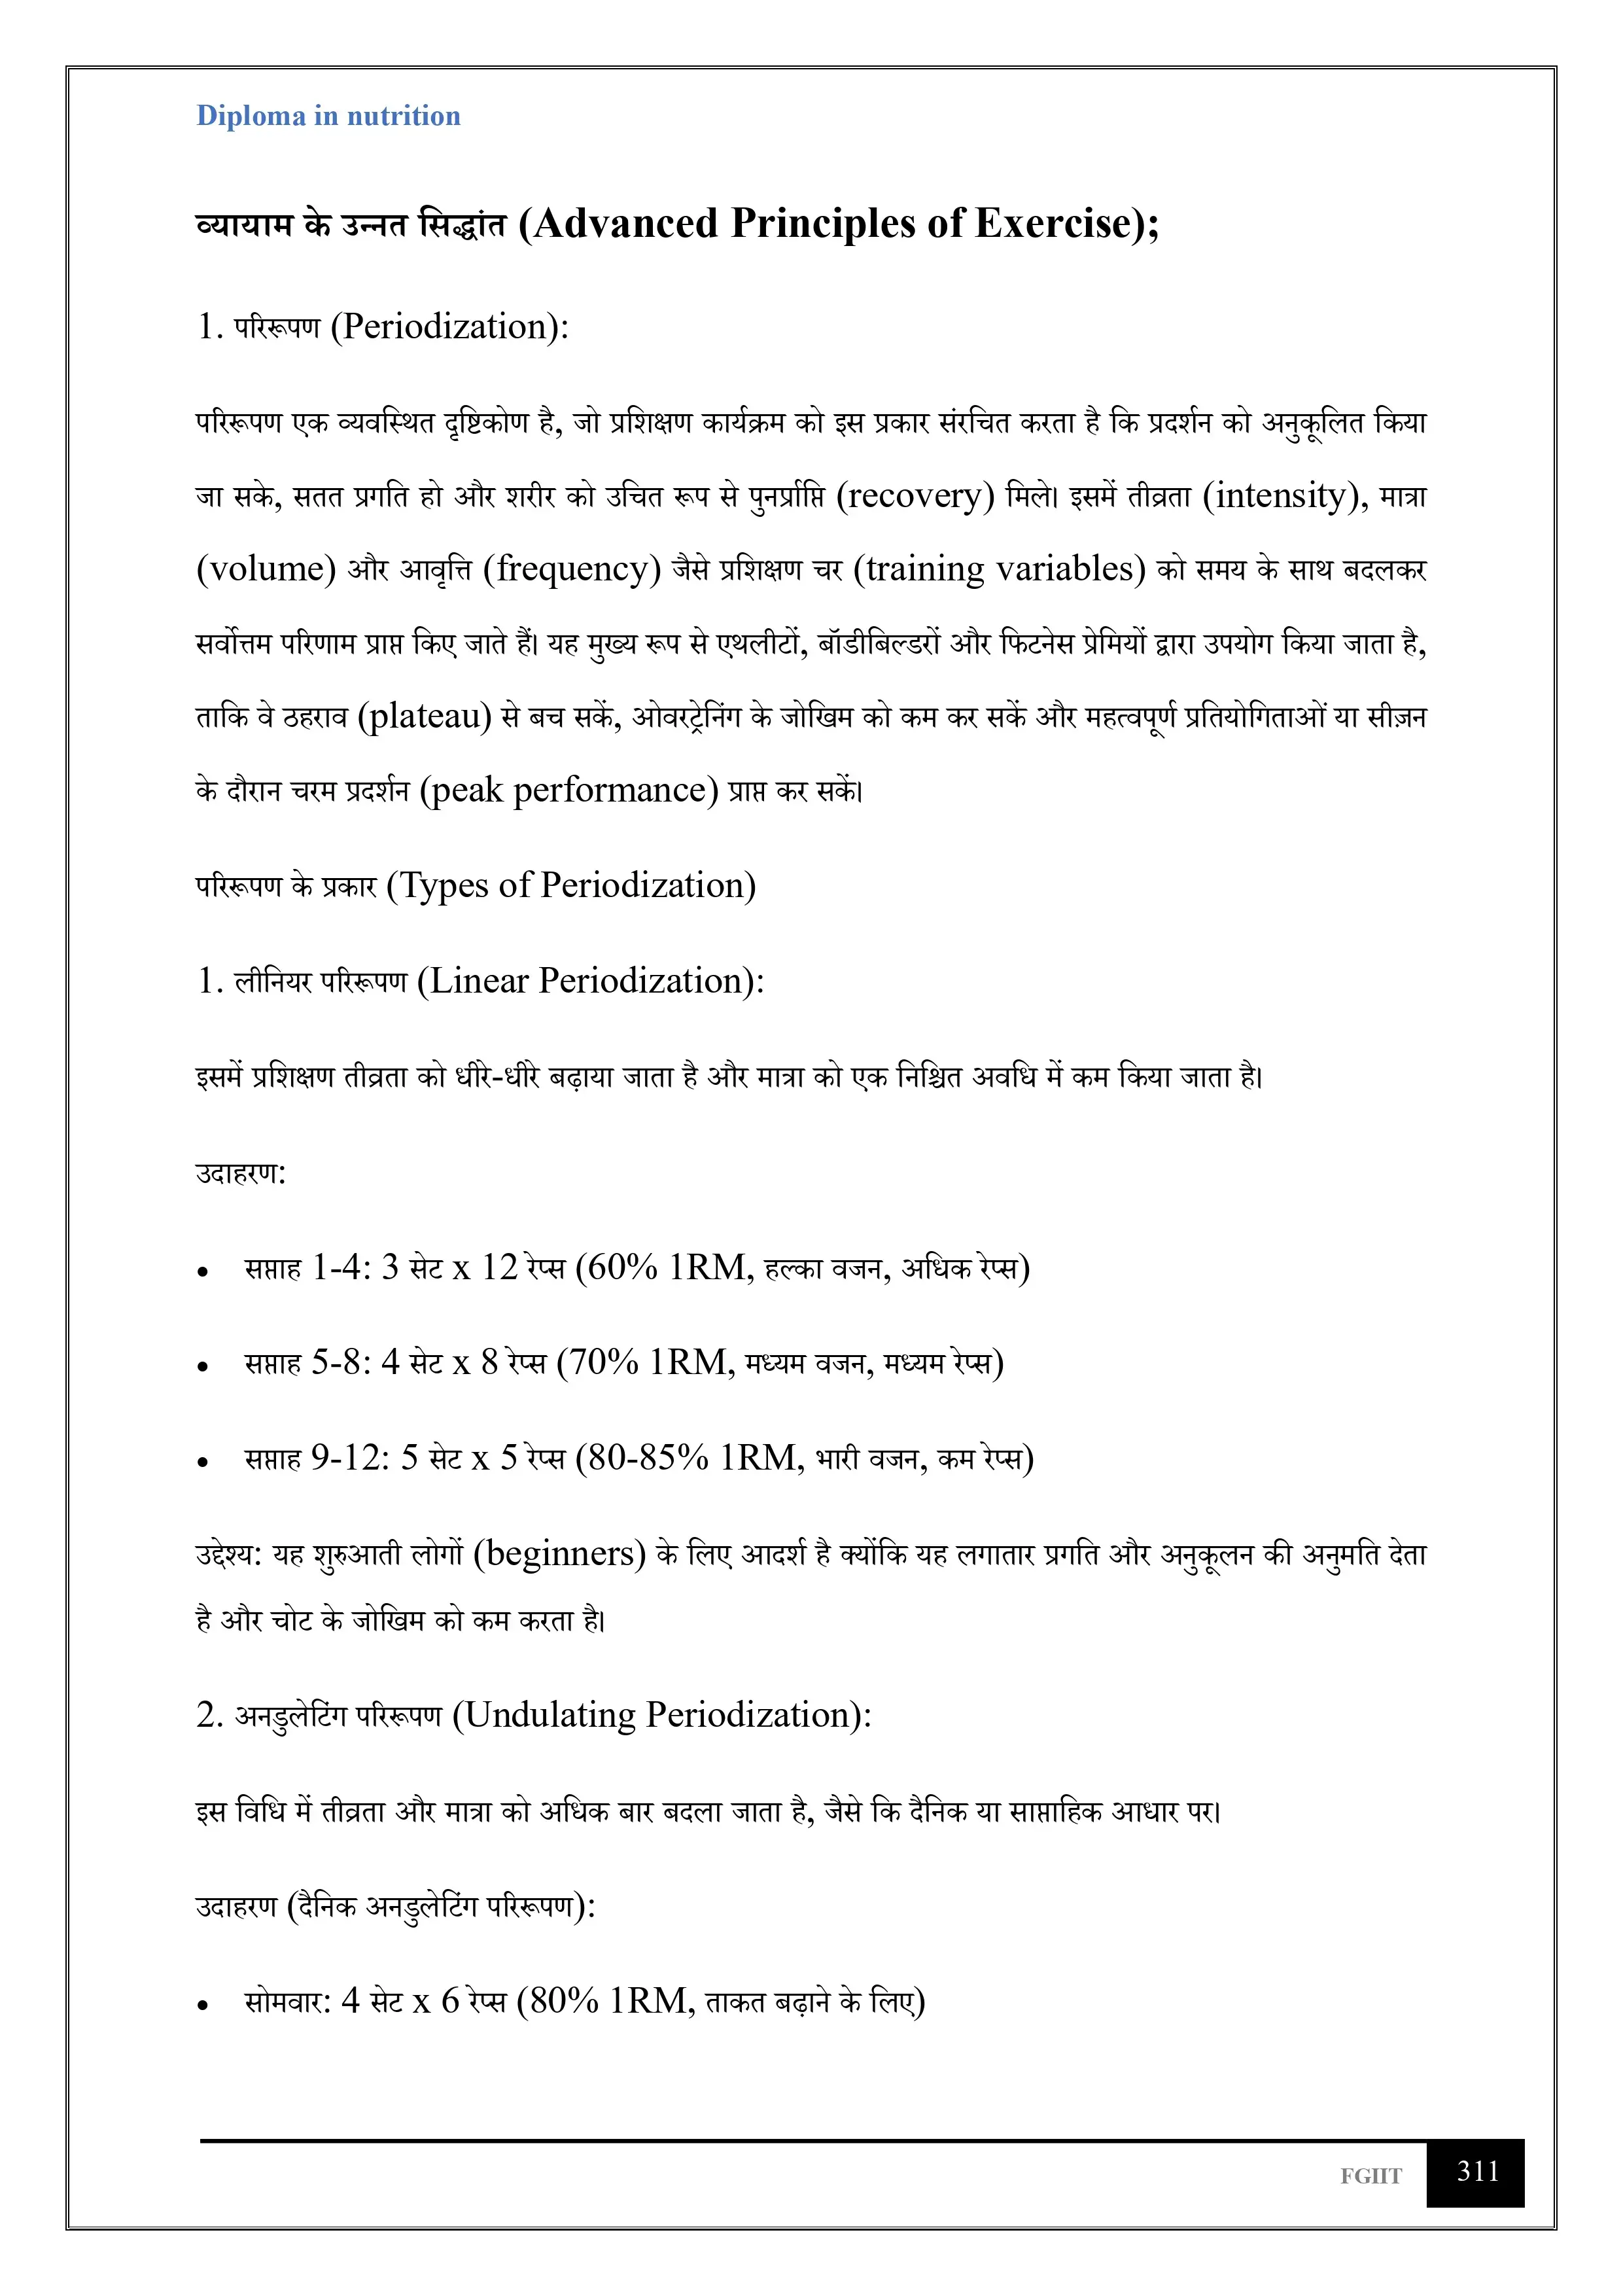 Diploma in nutrition
व्यायाम के उन्नत सिद्धांत (Advanced Principles of Exercise);
1. परिरूपण (Periodization):
परिरूपण एक व्यवस्थित दृष्टिकोण है, जो प्रशिक्षण कार्यक्रम को इस प्रकार संरचित करता है कि प्रदर्शन को अनुकूलित किया
जा सके, सतत प्रगति हो और शरीर को उचित रूप से पुनर्प्राप्ति (recovery) मिले। इसमें तीव्रता (intensity), मात्रा
(volume) और आवृत्ति (frequency) जैसे प्रशिक्षण चर (training variables) को समय के साथ बदलकर
सर्वोत्तम परिणाम प्राप्त किए जाते हैं। यह मुख्य रूप से एथलीटों, बॉडीबिल्डरों और फिटनेस प्रेमियों द्वारा उपयोग किया जाता है,
ताकि वे ठहराव (plateau) से बच सकें, ओवरट्रेनिंग के जोखिम को कम कर सकें और महत्वपूर्ण प्रतियोगिताओं या सीज़न
के दौरान चरम प्रदर्शन (peak performance) प्राप्त कर सकें।
परिरूपण के प्रकार (Types of Periodization)
1. लीनियर परिरूपण (Linear Periodization):
इसमें प्रशिक्षण तीव्रता को धीरे-धीरे बढ़ाया जाता है और मात्रा को एक निश्चित अवधि में कम किया जाता है।
उदाहरण:
• सप्ताह 1-4: 3 सेट x 12 रेप्स (60% 1RM, हल्का वजन, अधिक रेप्स)
• सप्ताह 5-8: 4 सेट x 8 रेप्स (70% 1RM, मध्यम वजन, मध्यम रेप्स)
• सप्ताह 9-12: 5 सेट x 5 रेप्स (80-85% 1RM, भारी वजन, कम रेप्स)
उद्देश्य: यह शुरुआती लोगों (beginners) के लिए आदर्श है क्योंकि यह लगातार प्रगति और अनुकूलन की अनुमति देता
है और चोट के जोखिम को कम करता है।
2. अनडुलेटिंग परिरूपण (Undulating Periodization):
इस विधि में तीव्रता और मात्रा को अधिक बार बदला जाता है, जैसे कि दैनिक या साप्ताहिक आधार पर।
उदाहरण (दैनिक अनडुलेटिंग परिरूपण):
• सोमवार: 4 सेट x 6 रेप्स (80% 1RM, ताकत बढ़ाने के लिए)
FGIIT 311